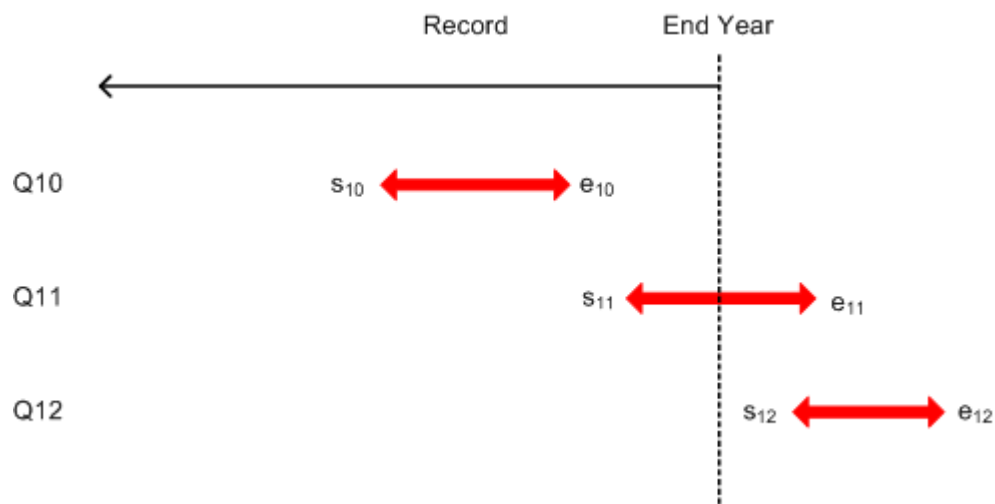 Record End Year
Q10 s₁₀ e₁₀
Q11 s₁₁ e₁₁
Q12 s₁₂ e₁₂